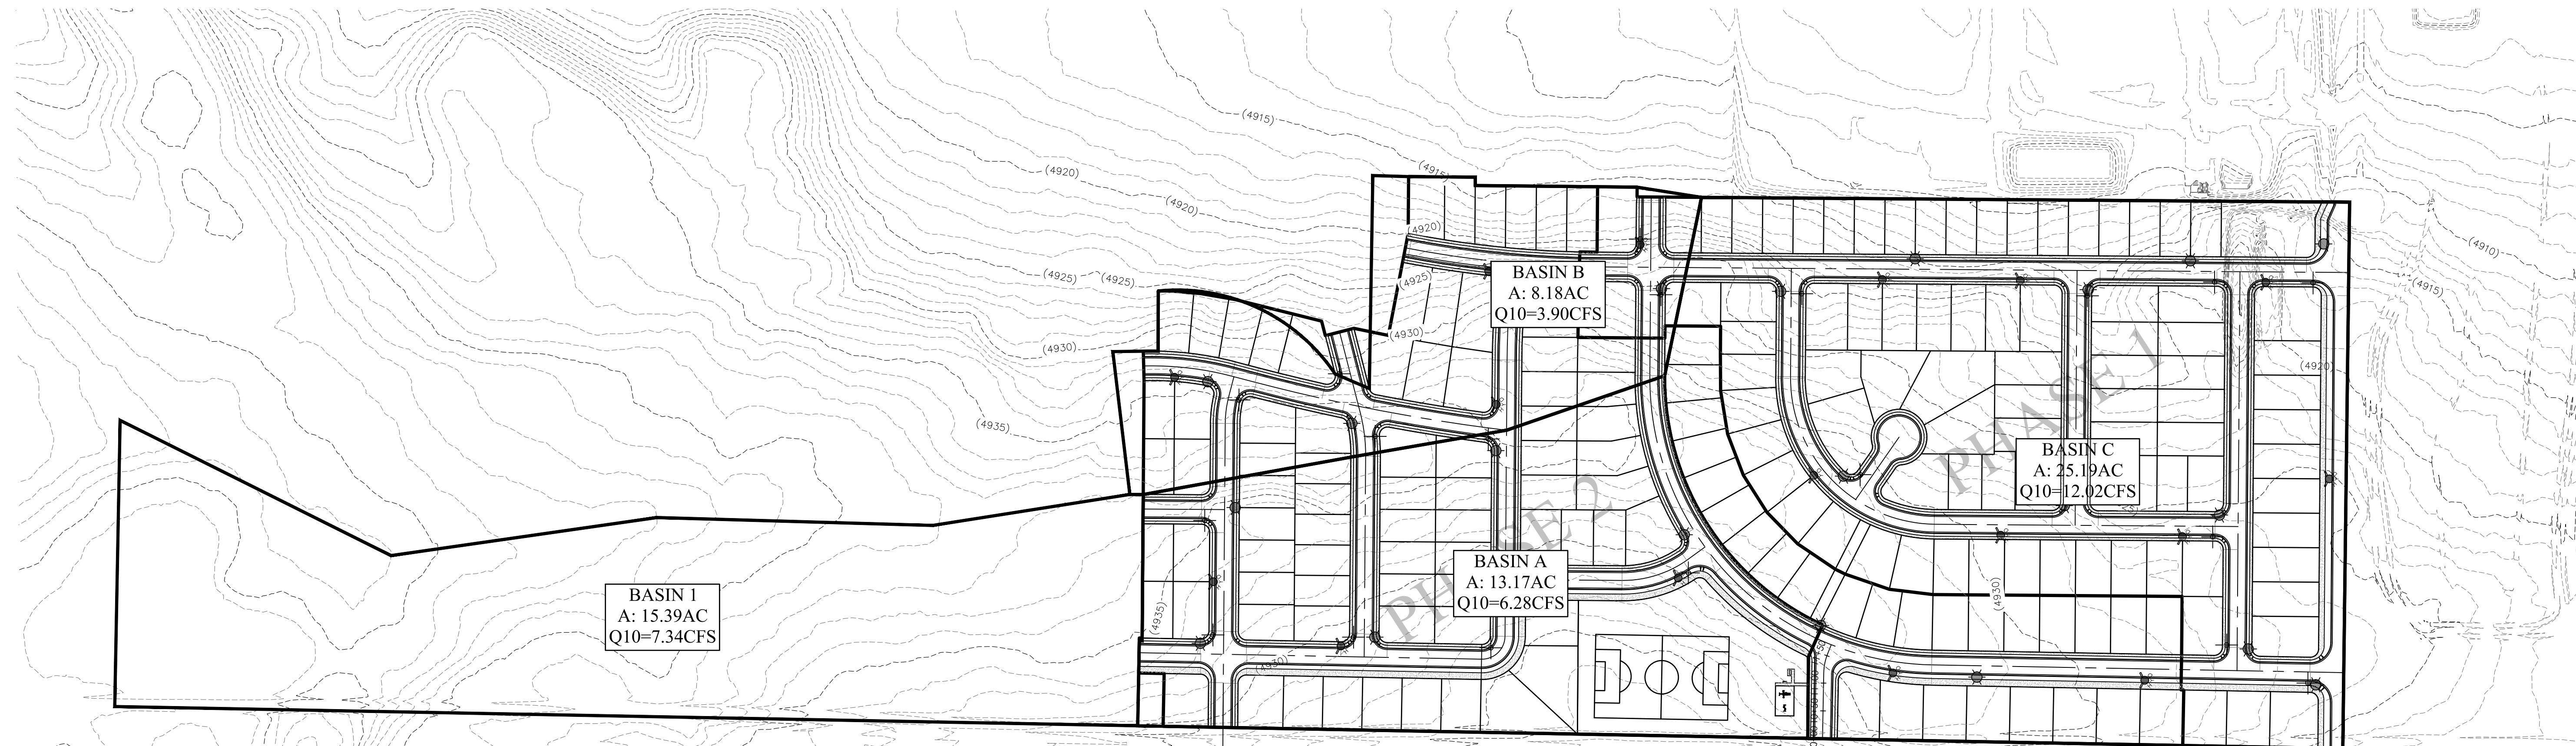 (4915)
(4920)
(4915)
(4920)
(4920)
(4910)
(4925)
(4925)
(4925)
(4915)
BASIN B
A: 8.18AC
Q10=3.90CFS
(4930)
(4930)
(4920)
PHASE 1
(4935)
BASIN C
A: 25.19AC
Q10=12.02CFS
PHASE 2
BASIN A
A: 13.17AC
Q10=6.28CFS
BASIN 1
A: 15.39AC
Q10=7.34CFS
(4935)
(4930)
(4930)